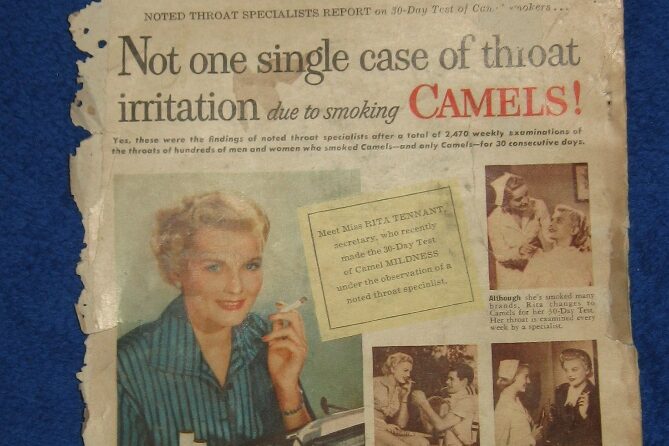 NOTED THROAT SPECIALISTS REPORT on 30-Day Test of
Not one single case of throat
irritation due to smoking CAMELS!
Yes, these were the findings of noted throat specialists after a total of 2,470 weekly examinations of
the throats of hundreds of men and women who smoked Camels—and only Camels—for 30 consecutive days.
Meet Miss RITA TENNANT,
secretary, who recently
made the 30-Day Test
of Camel MILDNESS
under the observation of a
noted throat specialist.
Although she's smoked many
brands, Rita changes to
Camels for her 30-Day Test.
Her throat is examined every
week by a specialist.